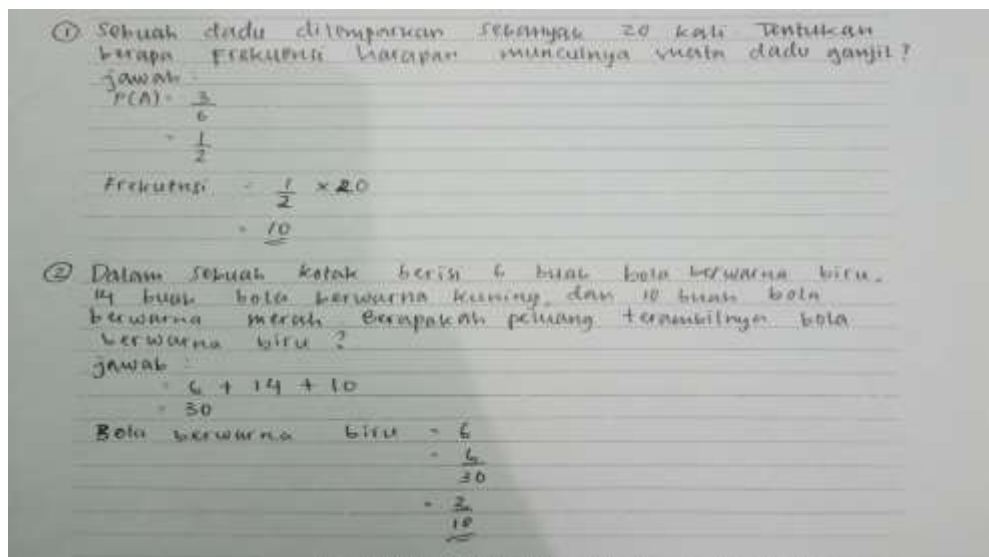 ① Sebuah dadu dilemparkan sebanyak 20 kali Tentukan
berapa Frekuensi harapan munculnya mata dadu ganjil?
jawab :
P(A) = 3/6
= 1/2
Frekuensi = 1/2 × 20
= 10
② Dalam sebuah kotak berisi 6 buah bola berwarna biru.
14 buah bola berwarna kuning, dan 10 buah bola
berwarna merah. Berapakah peluang terambilnya bola
berwarna biru ?
jawab :
= 6 + 14 + 10
= 30
Bola berwarna biru = 6
= 6/30
= 2/10